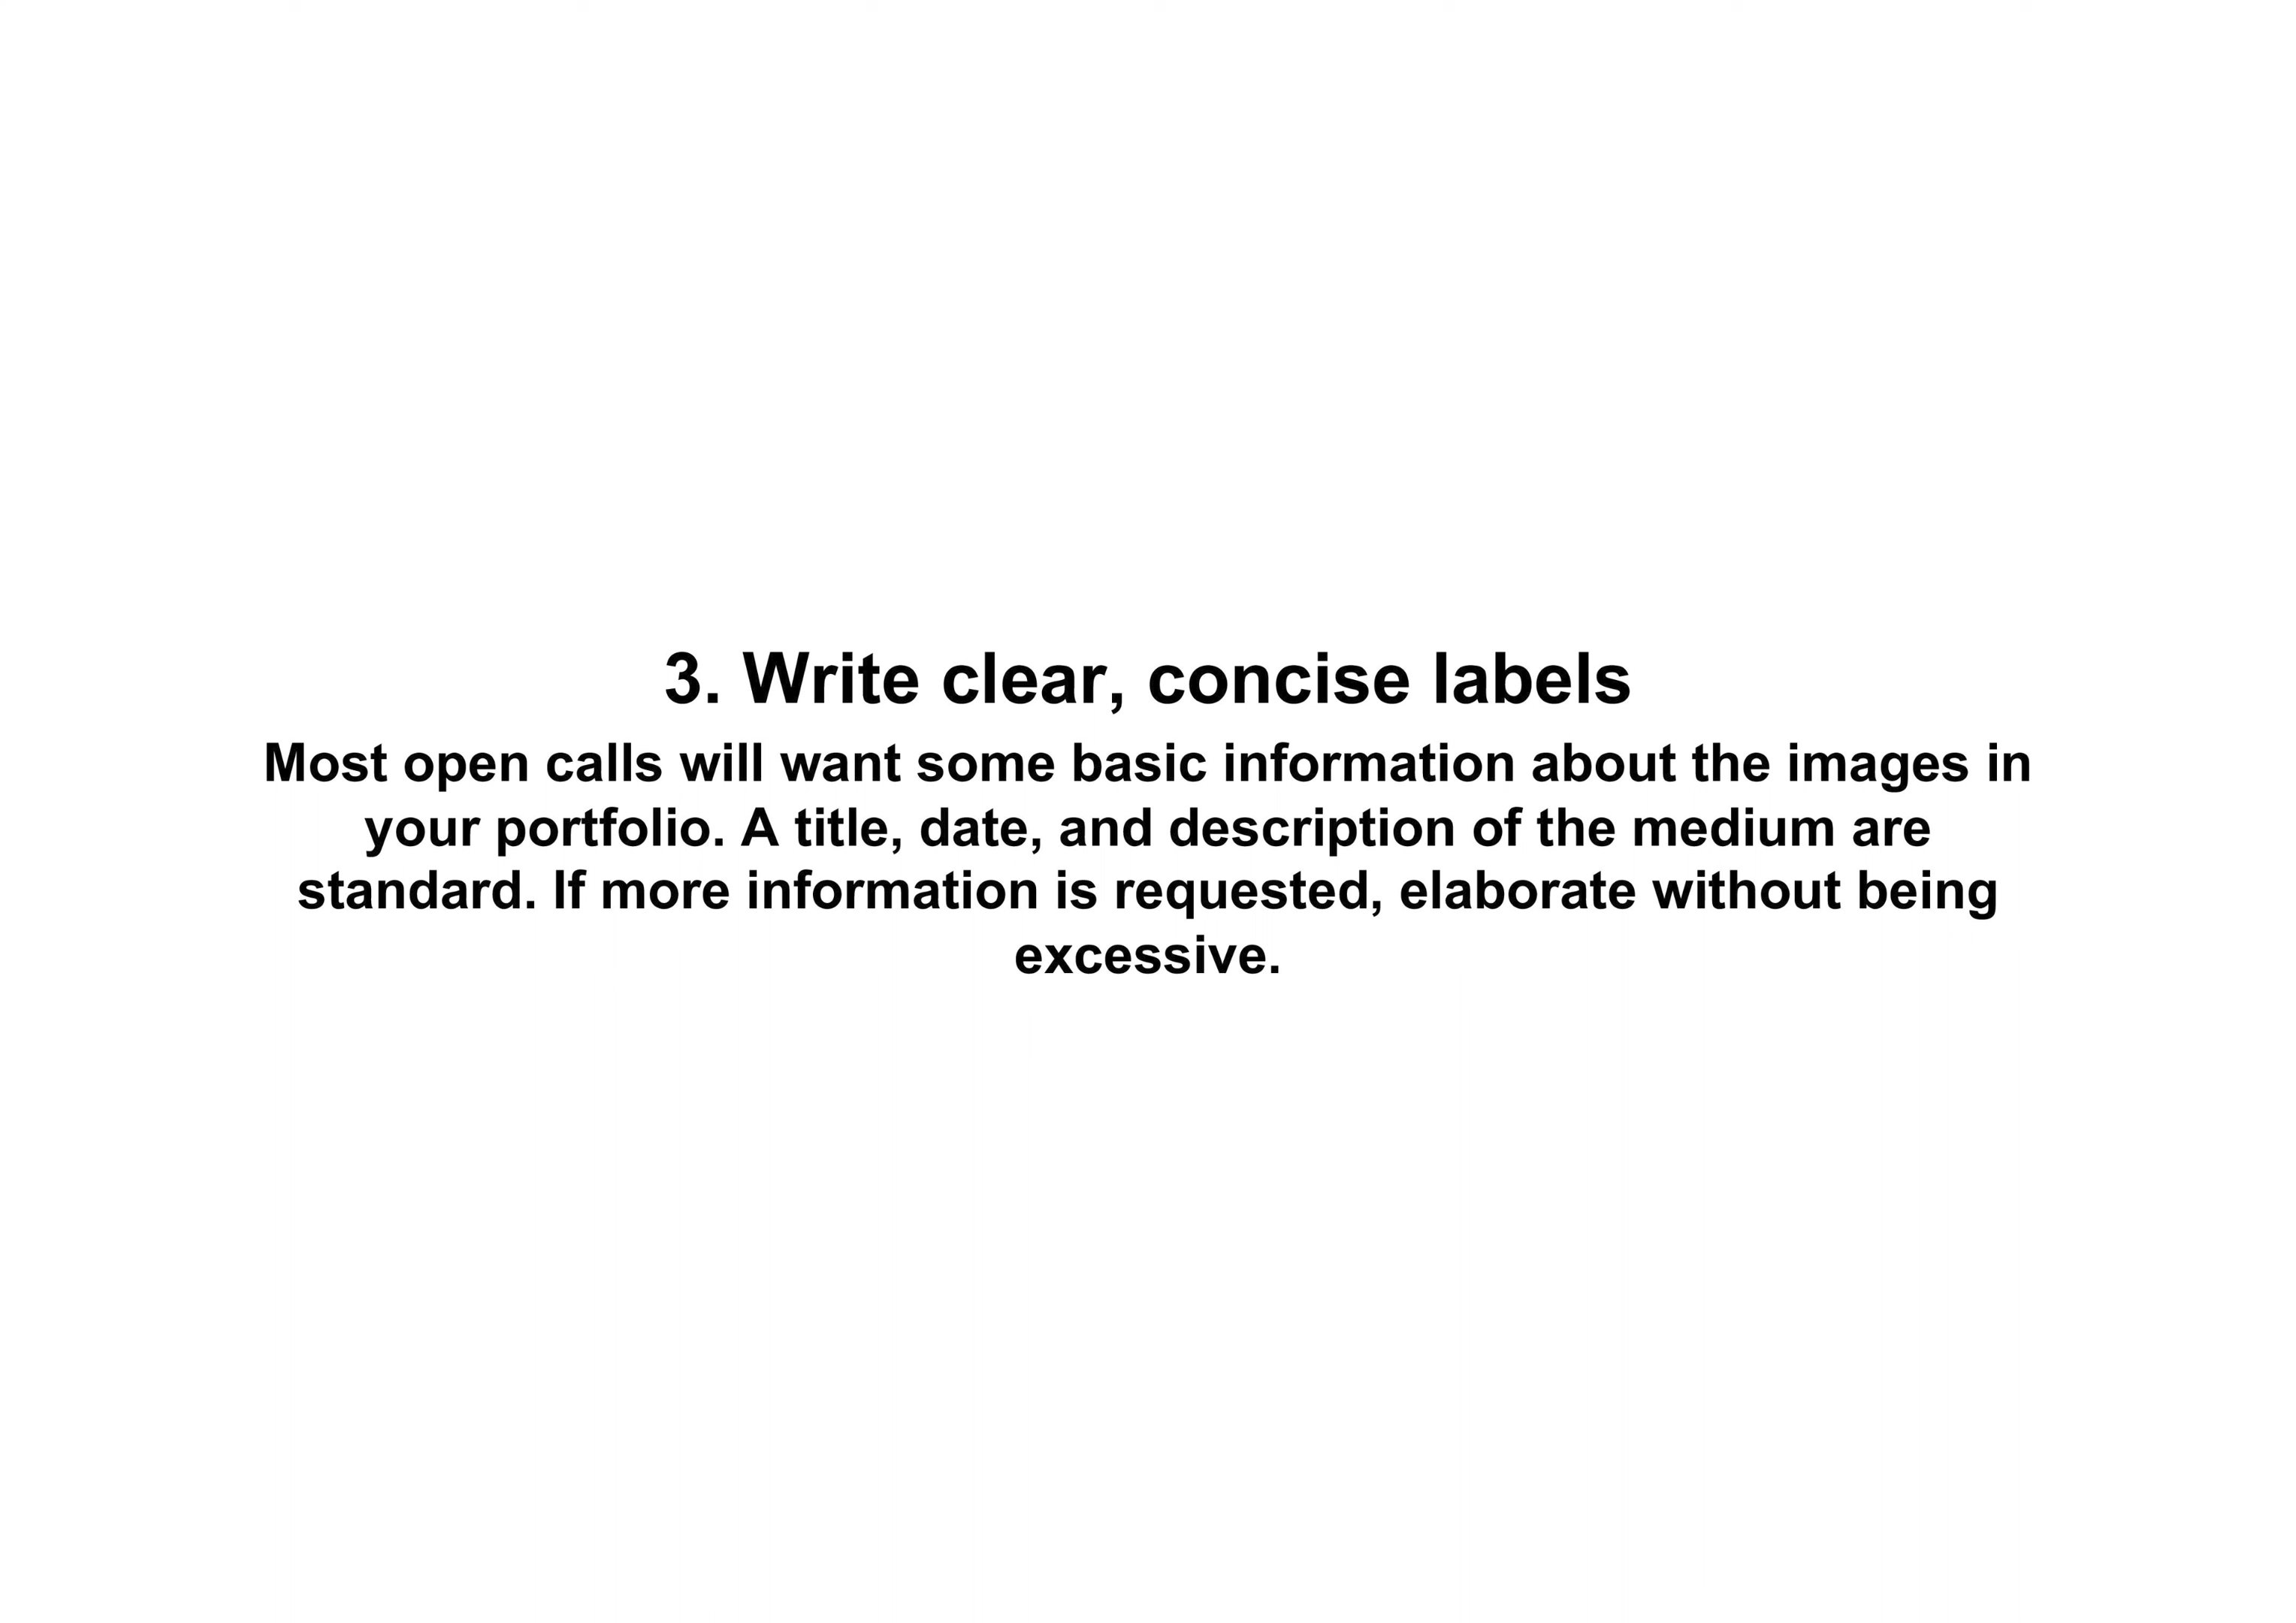 3. Write clear, concise labels
Most open calls will want some basic information about the images in
your portfolio. A title, date, and description of the medium are
standard. If more information is requested, elaborate without being
excessive.